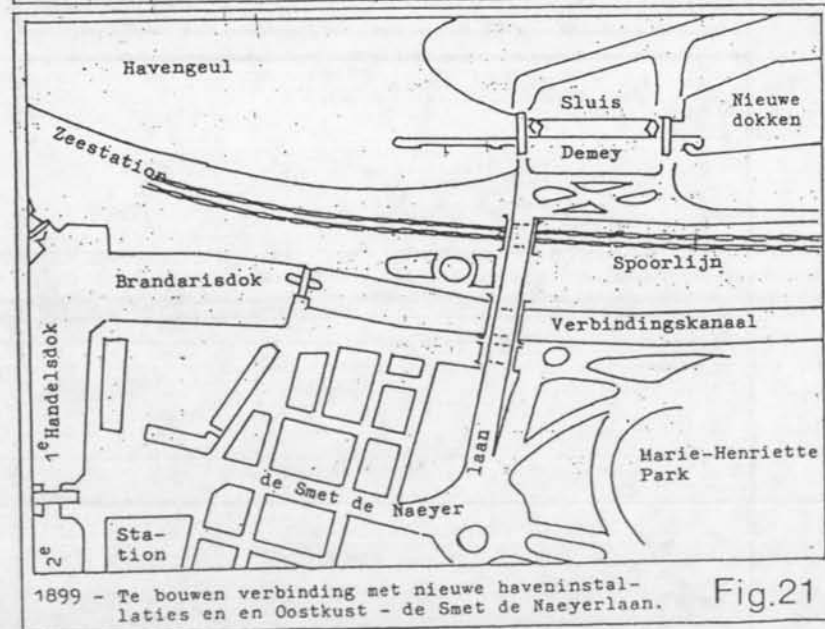 Havengeul
Sluis
Nieuwe
dokken
Demey
Zeestation
Spoorlijn
Brandarisdok
Verbindingskanaal
1e Handelsdok
laan
Marie-Henriette
Park
de Smet de Naeyer
2e
Sta-
tion
1899 - Te bouwen verbinding met nieuwe haveninstal-
laties en en Oostkust - de Smet de Naeyerlaan.
Fig.21